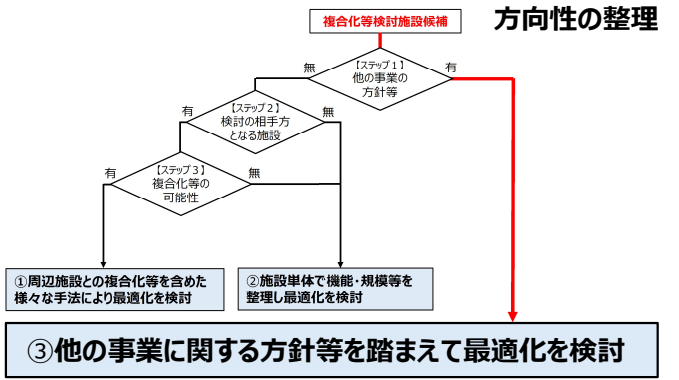 方向性の整理
複合化等検討施設候補
無
【ステップ１】
他の事業の
方針等
有
有
【ステップ２】
検討の相手方
となる施設
無
有
【ステップ３】
複合化等の
可能性
無
①周辺施設との複合化等を含めた
様々な手法により最適化を検討
②施設単体で機能・規模等を
整理し最適化を検討
③他の事業に関する方針等を踏まえて最適化を検討